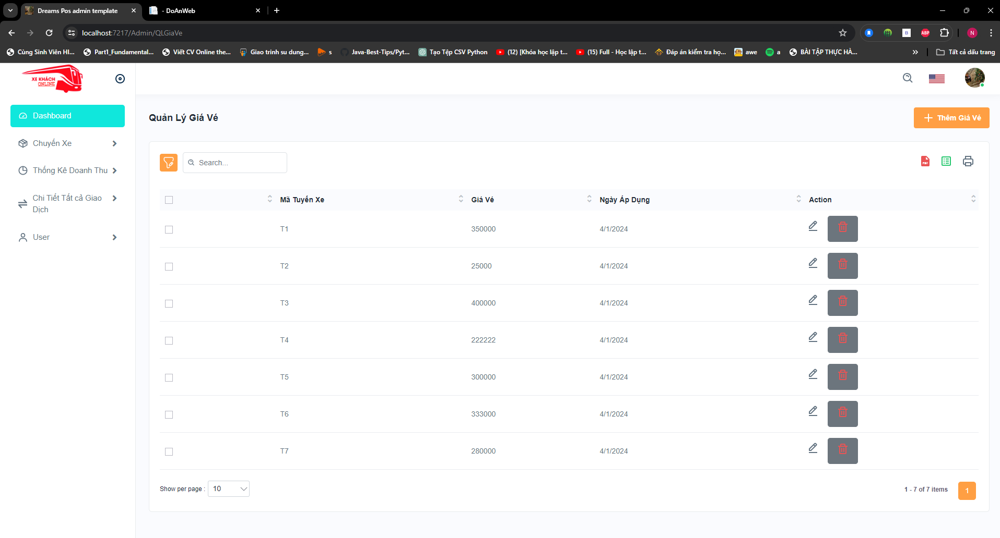 Dreams Pos admin template
- DoAnWeb
localhost:7217/Admin/QLGiaVe
ABP
N
Cùng Sinh Viên HI...
Part1_Fundamental...
Viết CV Online the...
Giao trinh su dung...
s
Java-Best-Tips/Pyt...
Tạo Tệp CSV Python
(12) [Khóa học lập t...
(15) Full - Học lập t...
Đáp án kiểm tra họ...
awe
a
BÀI TẬP THỰC HÀ...
Tất cả dấu trang
XE KHÁCH
ONLINE
Dashboard
Chuyến Xe
Thống Kê Doanh Thu
Chi Tiết Tất cả Giao
Dịch
User
Quản Lý Giá Vé
Thêm Giá Vé
Search...
PDF
Mã Tuyến Xe Giá Vé Ngày Áp Dụng Action
T1 350000 4/1/2024
T2 25000 4/1/2024
T3 400000 4/1/2024
T4 222222 4/1/2024
T5 300000 4/1/2024
T6 333000 4/1/2024
T7 280000 4/1/2024
Show per page : 10
1 - 7 of 7 items 1